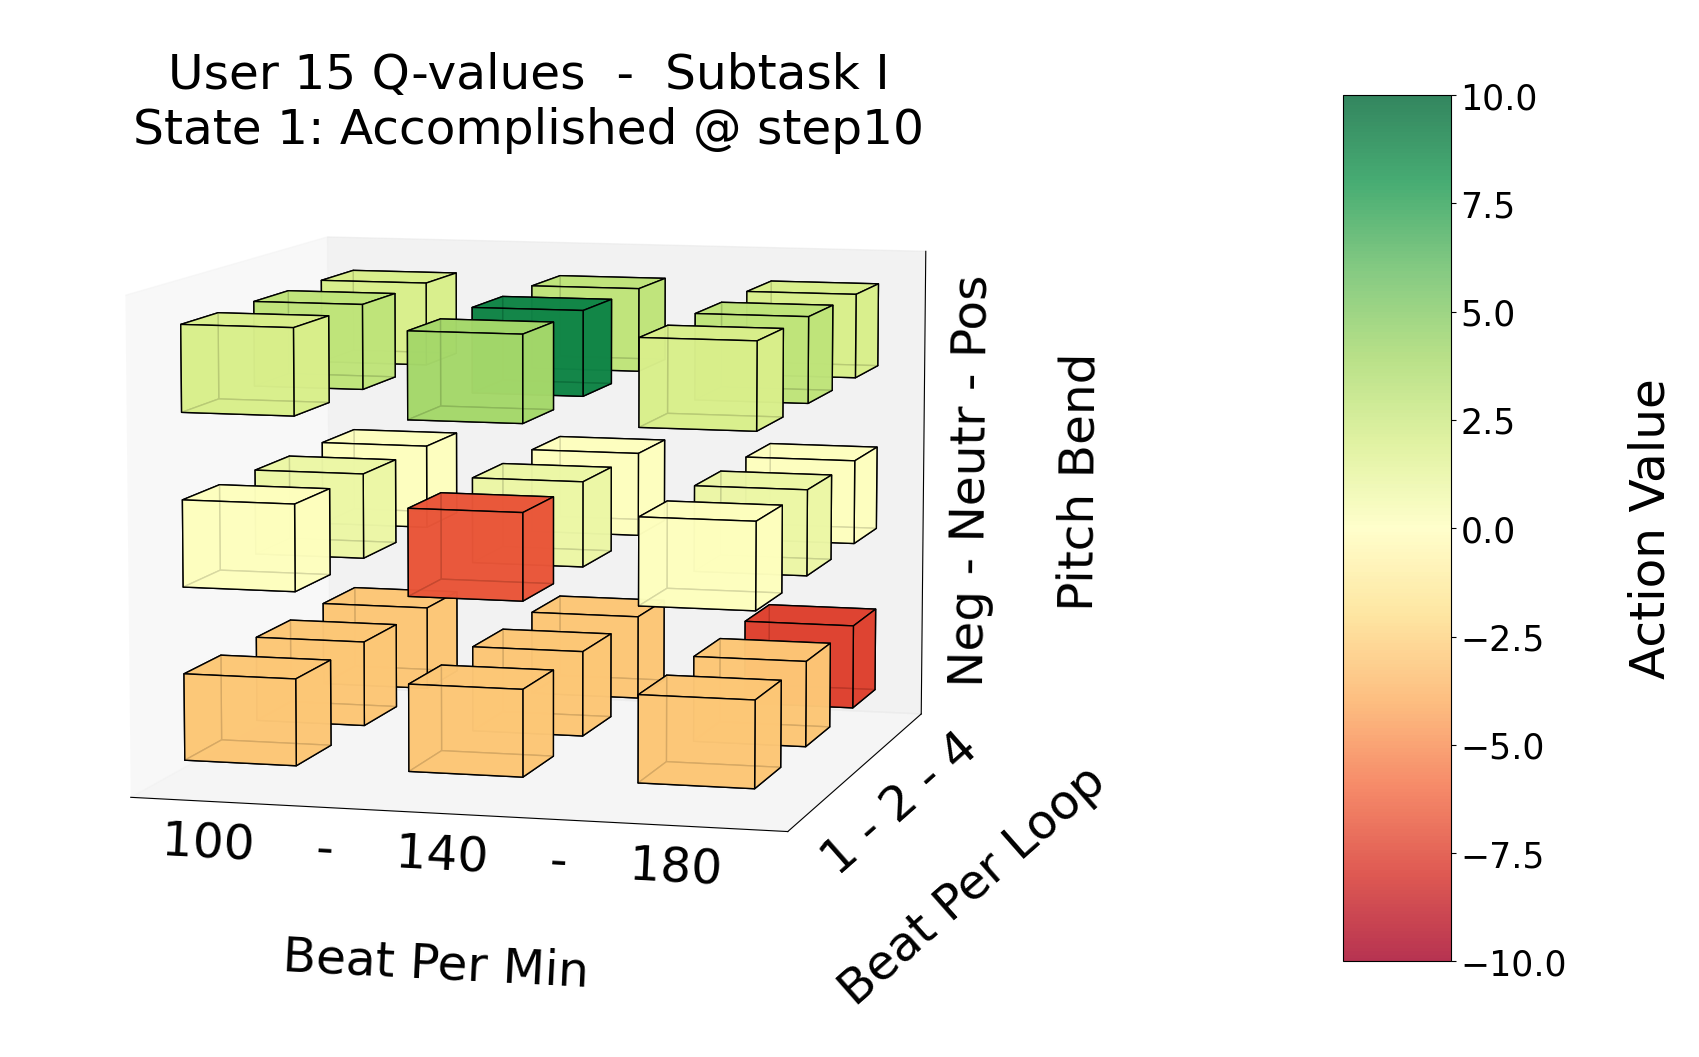 User 15 Q-values - Subtask I
State 1: Accomplished @ step10
Neg - Neutr - Pos
Pitch Bend
1 - 2 - 4
Beat Per Loop
100 - 140 - 180
Beat Per Min
10.0
7.5
5.0
2.5
0.0
−2.5
−5.0
−7.5
−10.0
Action Value